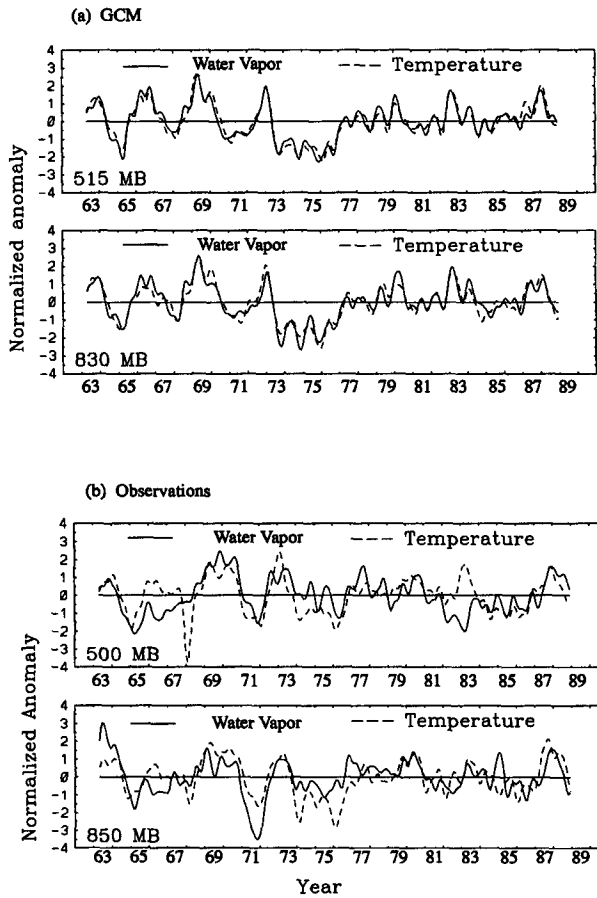 (a) GCM
Normalized anomaly
4
3
2
1
0
-1
-2
-3
-4
Water Vapor
Temperature
515 MB
63 65 67 69 71 73 75 77 79 81 83 85 87 89
4
3
2
1
0
-1
-2
-3
-4
Water Vapor
Temperature
830 MB
63 65 67 69 71 73 75 77 79 81 83 85 87 89
(b) Observations
Normalized Anomaly
4
3
2
1
0
-1
-2
-3
-4
Water Vapor
Temperature
500 MB
63 65 67 69 71 73 75 77 79 81 83 85 87 89
4
3
2
1
0
-1
-2
-3
-4
Water Vapor
Temperature
850 MB
63 65 67 69 71 73 75 77 79 81 83 85 87 89
Year